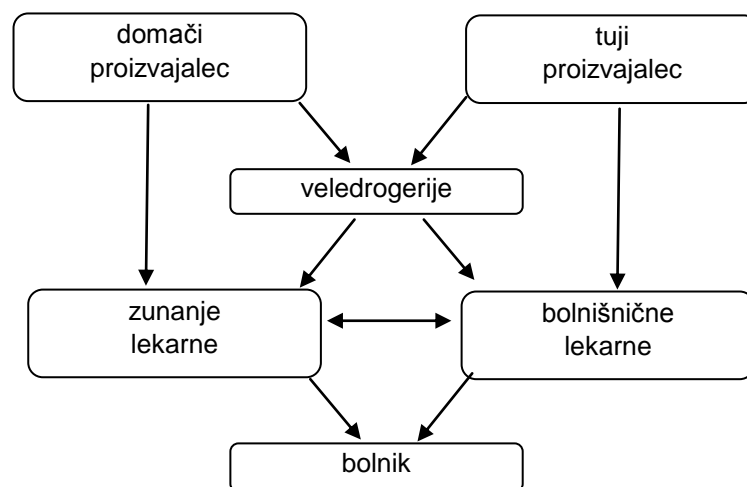 domači
proizvajalec
tuji
proizvajalec
veledrogerije
zunanje
lekarne
bolnišnične
lekarne
bolnik